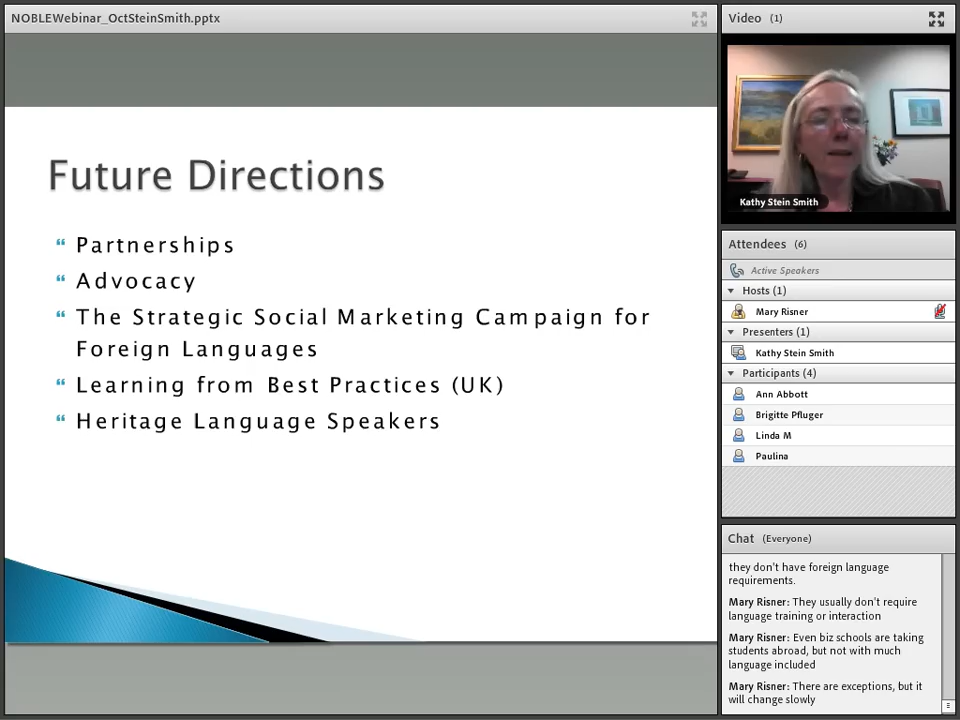 NOBLEWebinar_OctSteinSmith.pptx
Future Directions
Partnerships
Advocacy
The Strategic Social Marketing Campaign for
Foreign Languages
Learning from Best Practices (UK)
Heritage Language Speakers
Video (1)
Kathy Stein Smith
Attendees (6)
Active Speakers
Hosts (1)
Mary Risner
Presenters (1)
Kathy Stein Smith
Participants (4)
Ann Abbott
Brigitte Pfluger
Linda M
Paulina
Chat (Everyone)
they don't have foreign language
requirements.
Mary Risner: They usually don't require
language training or interaction
Mary Risner: Even biz schools are taking
students abroad, but not with much
language included
Mary Risner: There are exceptions, but it
will change slowly